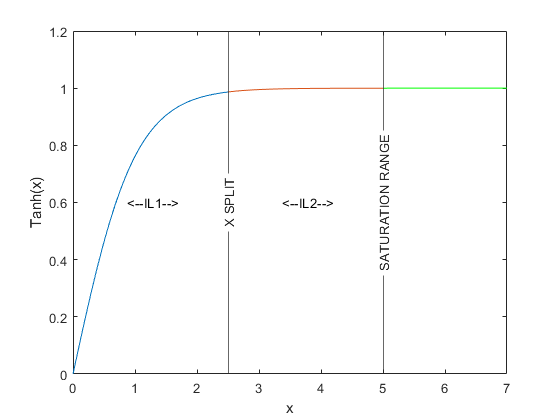 1.2
1
0.8
0.6
0.4
0.2
0
Tanh(x)
<--IL1-->
X SPLIT
<--IL2-->
SATURATION RANGE
0 1 2 3 4 5 6 7
x